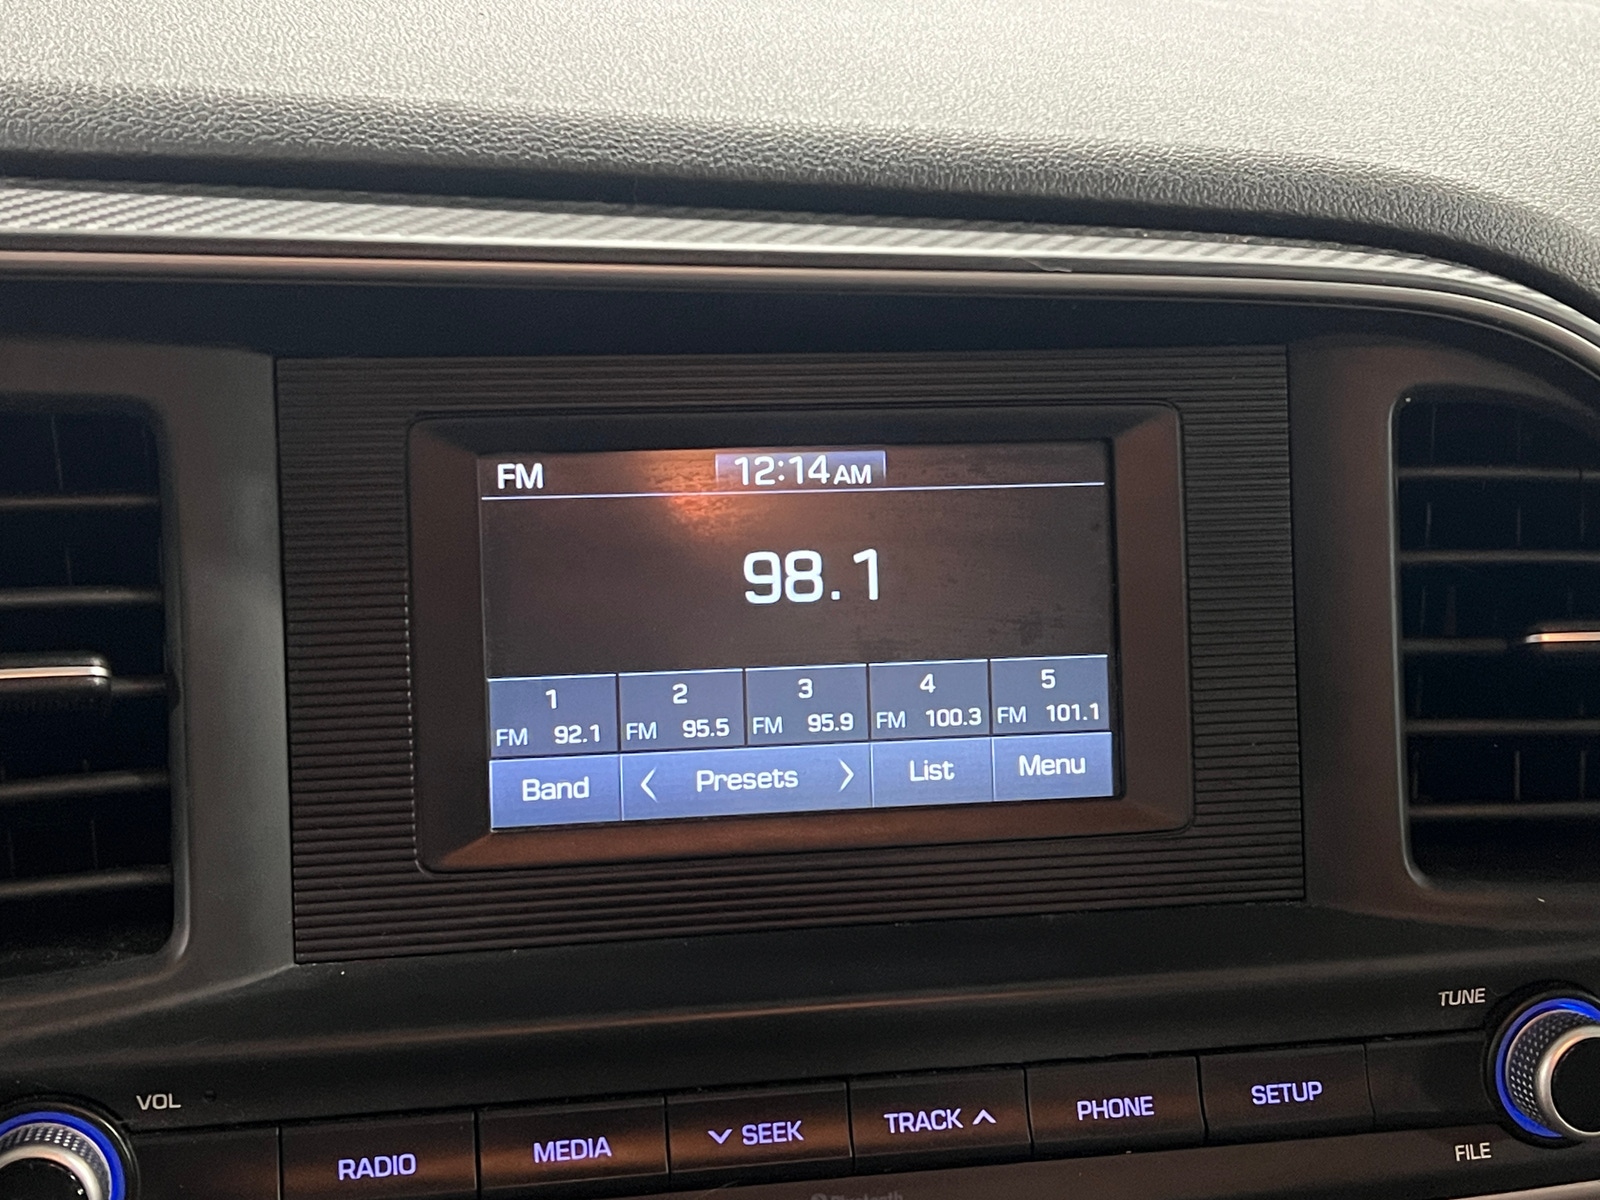 FM 12:14 AM
98.1
1 2 3 4 5
FM 92.1 FM 95.5 FM 95.9 FM 100.3 FM 101.1
Band < Presets > List Menu
TUNE
VOL
RADIO MEDIA ∨ SEEK TRACK ∧ PHONE SETUP
FILE
Bluetooth